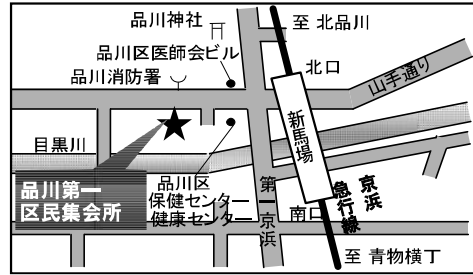 品川神社
至 北品川
品川区医師会ビル
品川消防署
北口
山手通り
新馬場
目黒川
品川第一
区民集会所
品川区
保健センター
健康センター
第一京浜
南口
京浜
急行線
至 青物横丁